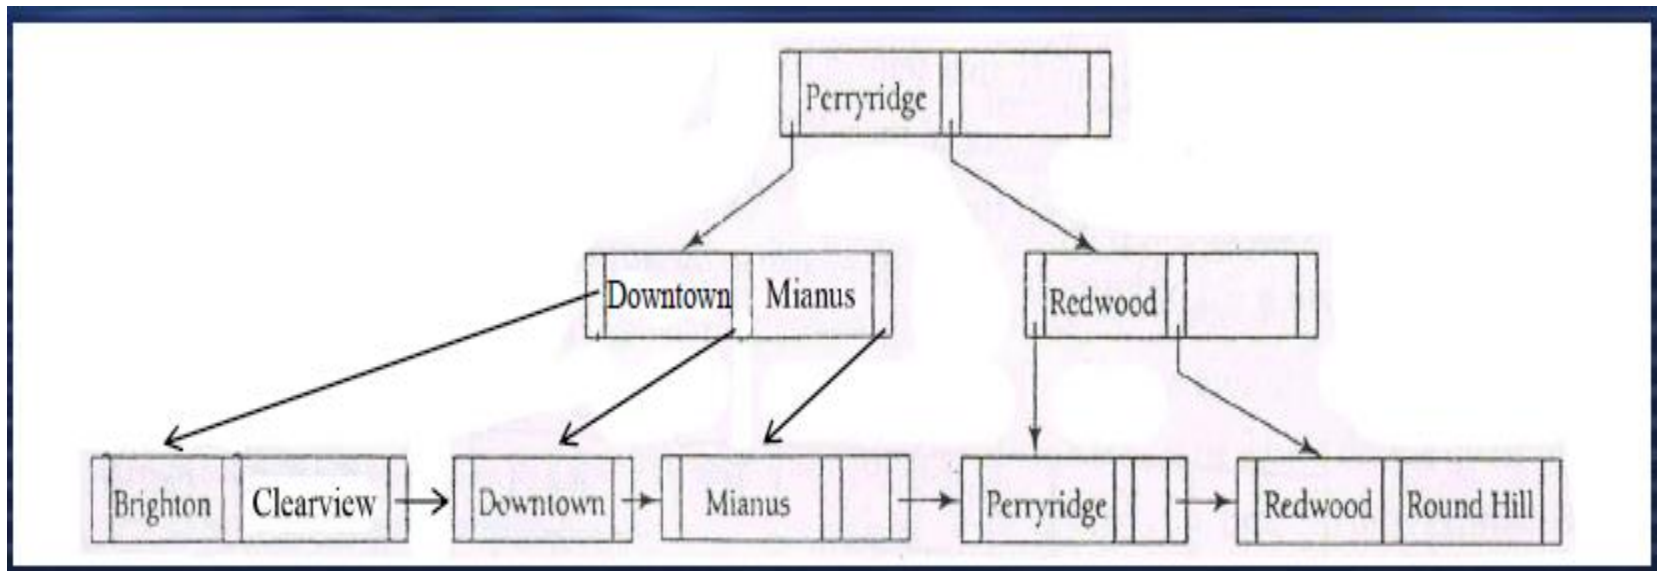 Perryridge
Downtown Mianus
Redwood
Brighton Clearview
Downtown
Mianus
Perryridge
Redwood Round Hill